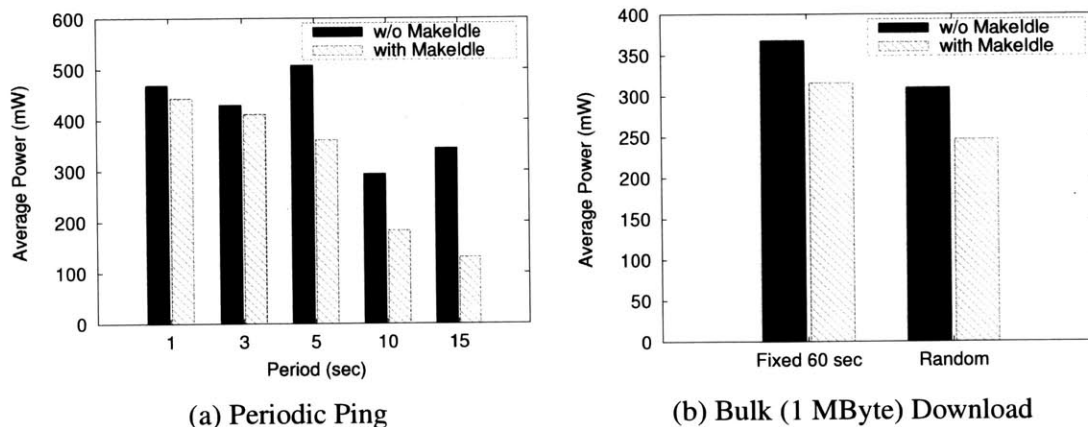 600
500
400
300
200
100
0
Average Power (mW)
w/o MakeIdle
with MakeIdle
1 3 5 10 15
Period (sec)
(a) Periodic Ping
400
350
300
250
200
150
100
50
0
Average Power (mW)
w/o MakeIdle
with MakeIdle
Fixed 60 sec Random
(b) Bulk (1 MByte) Download